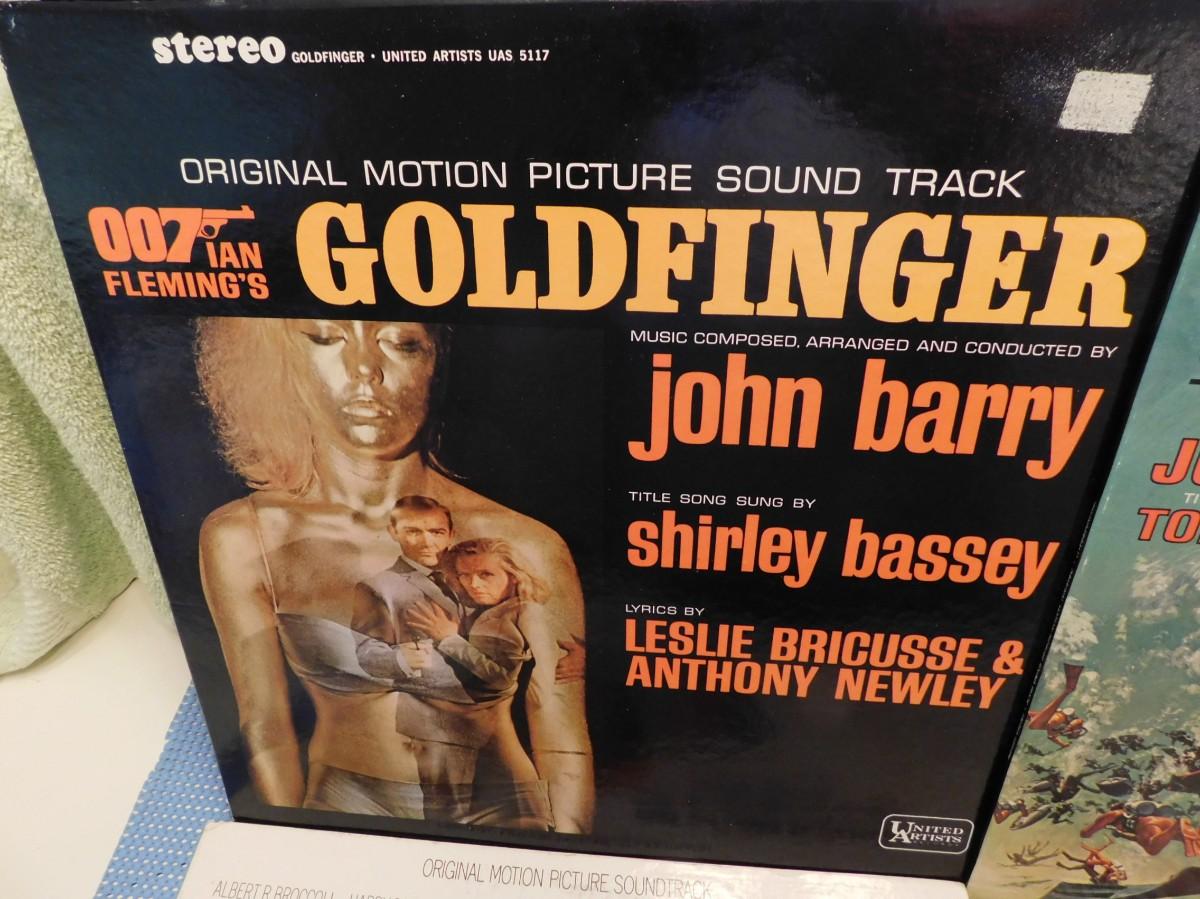 stereo GOLDFINGER • UNITED ARTISTS UAS 5117
ORIGINAL MOTION PICTURE SOUND TRACK
007 IAN
FLEMING'S
GOLDFINGER
MUSIC COMPOSED, ARRANGED AND CONDUCTED BY
john barry
TITLE SONG SUNG BY
shirley bassey
LYRICS BY
LESLIE BRICUSSE &
ANTHONY NEWLEY
UNITED
ARTISTS
ORIGINAL MOTION PICTURE SOUNDTRACK
"ALBERT R. BROCCOLI